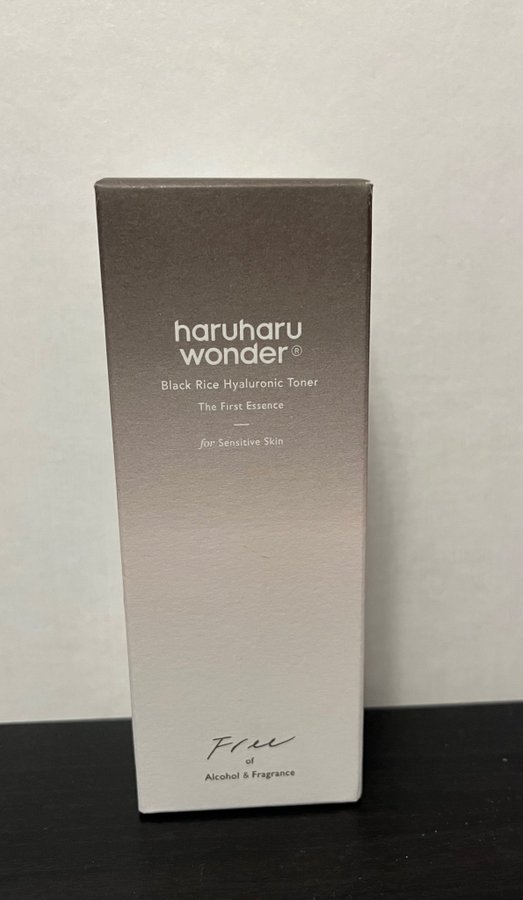 haruharu
wonder®
Black Rice Hyaluronic Toner
The First Essence
for Sensitive Skin
Free
of
Alcohol & Fragrance